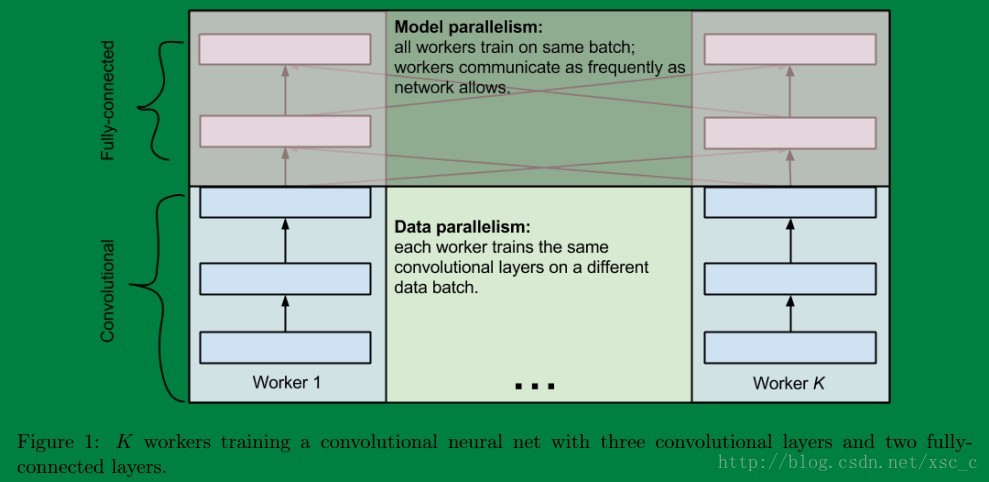 Fully-connected
Model parallelism:
all workers train on same batch;
workers communicate as frequently as
network allows.
Convolutional
Data parallelism:
each worker trains the same
convolutional layers on a different
data batch.
Worker 1
...
Worker K
Figure 1: K workers training a convolutional neural net with three convolutional layers and two fully-
connected layers.
http://blog.csdn.net/xsc_c